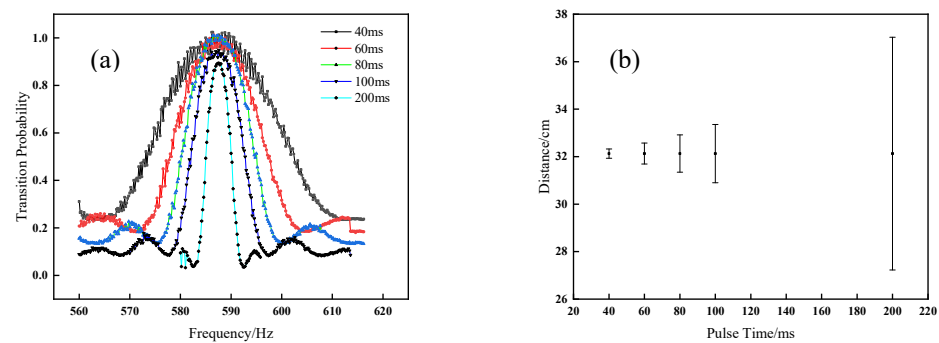 (a)
40ms
60ms
80ms
100ms
200ms
Transition Probability
1.0
0.8
0.6
0.4
0.2
0.0
560 570 580 590 600 610 620
Frequency/Hz
(b)
Distance/cm
38
36
34
32
30
28
26
20 40 60 80 100 120 140 160 180 200 220
Pulse Time/ms